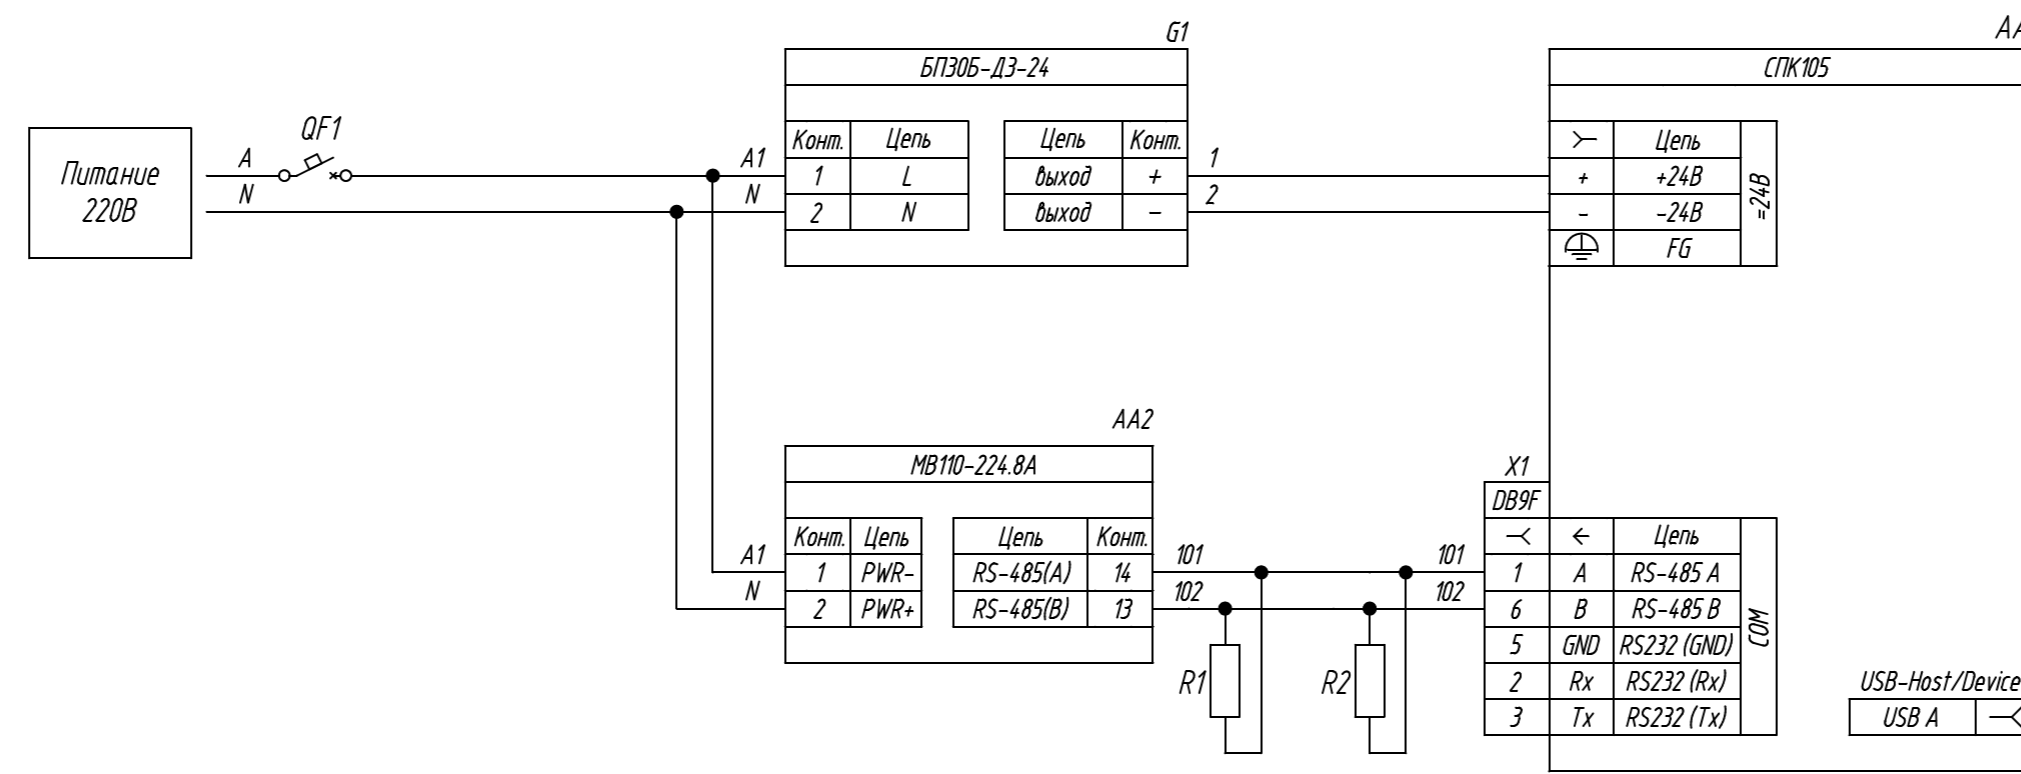 G1
AA
БП30Б-Д3-24
СПК105
QF1
Питание
220В
A
N
A1
N
Конт. Цепь
1 L
2 N
Цепь Конт.
выход +
выход -
1
2
Цепь
+ +24В
- -24В
FG
=24В
AA2
МВ110-224.8А
A1
N
Конт. Цепь
1 PWR-
2 PWR+
Цепь Конт.
RS-485(A) 14
RS-485(B) 13
101
102
101
102
R1
R2
X1
DB9F
Цепь
1 A RS-485 A
6 B RS-485 B
5 GND RS232 (GND)
2 Rx RS232 (Rx)
3 Tx RS232 (Tx)
COM
USB-Host/Device
USB A